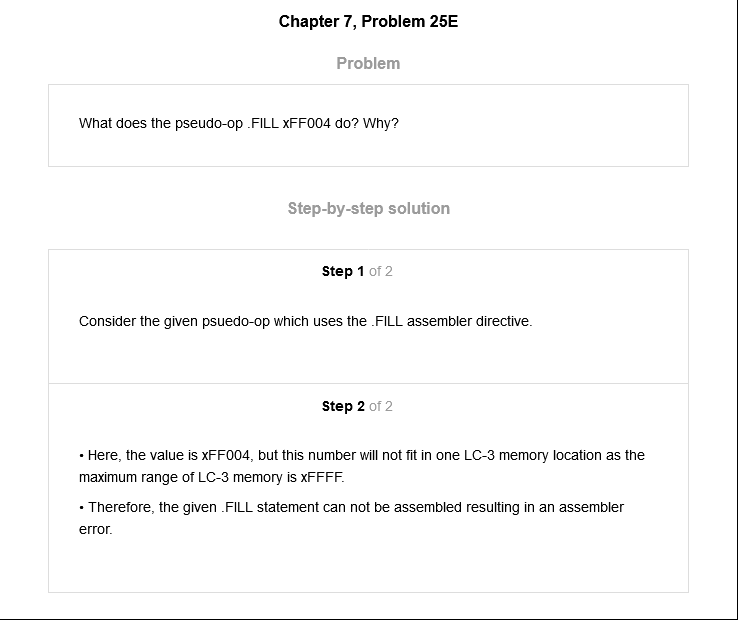 Chapter 7, Problem 25E
Problem
What does the pseudo-op .FILL xFF004 do? Why?
Step-by-step solution
Step 1 of 2
Consider the given psuedo-op which uses the .FILL assembler directive.
Step 2 of 2
• Here, the value is xFF004, but this number will not fit in one LC-3 memory location as the
maximum range of LC-3 memory is xFFFF.
• Therefore, the given .FILL statement can not be assembled resulting in an assembler
error.